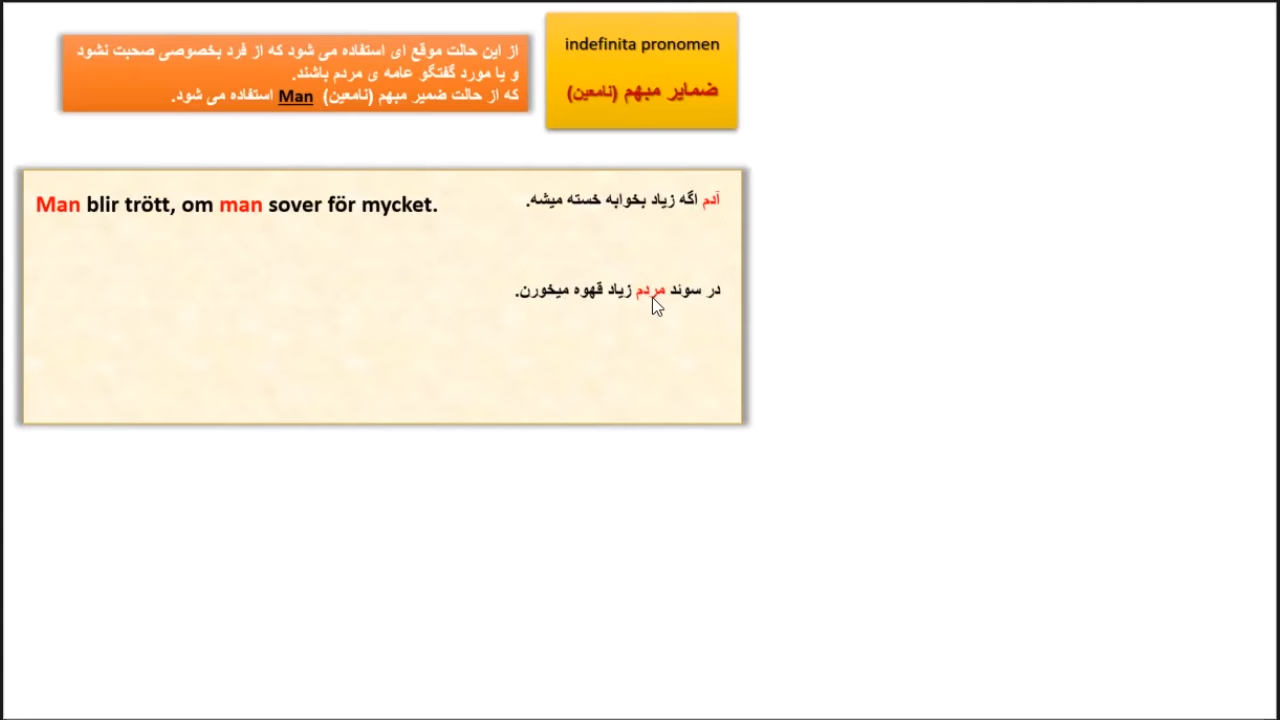 indefinita pronomen
ضمایر مبهم (نامعین)
از این حالت موقع ای استفاده می شود که از فرد بخصوصی صحبت نشود
و یا مورد گفتگو عامه ی مردم باشند.
که از حالت ضمیر مبهم (نامعین) Man استفاده می شود.
Man blir trött, om man sover för mycket.
آدم اگه زیاد بخوابه خسته میشه.
در سوئد مردم زیاد قهوه میخورن.